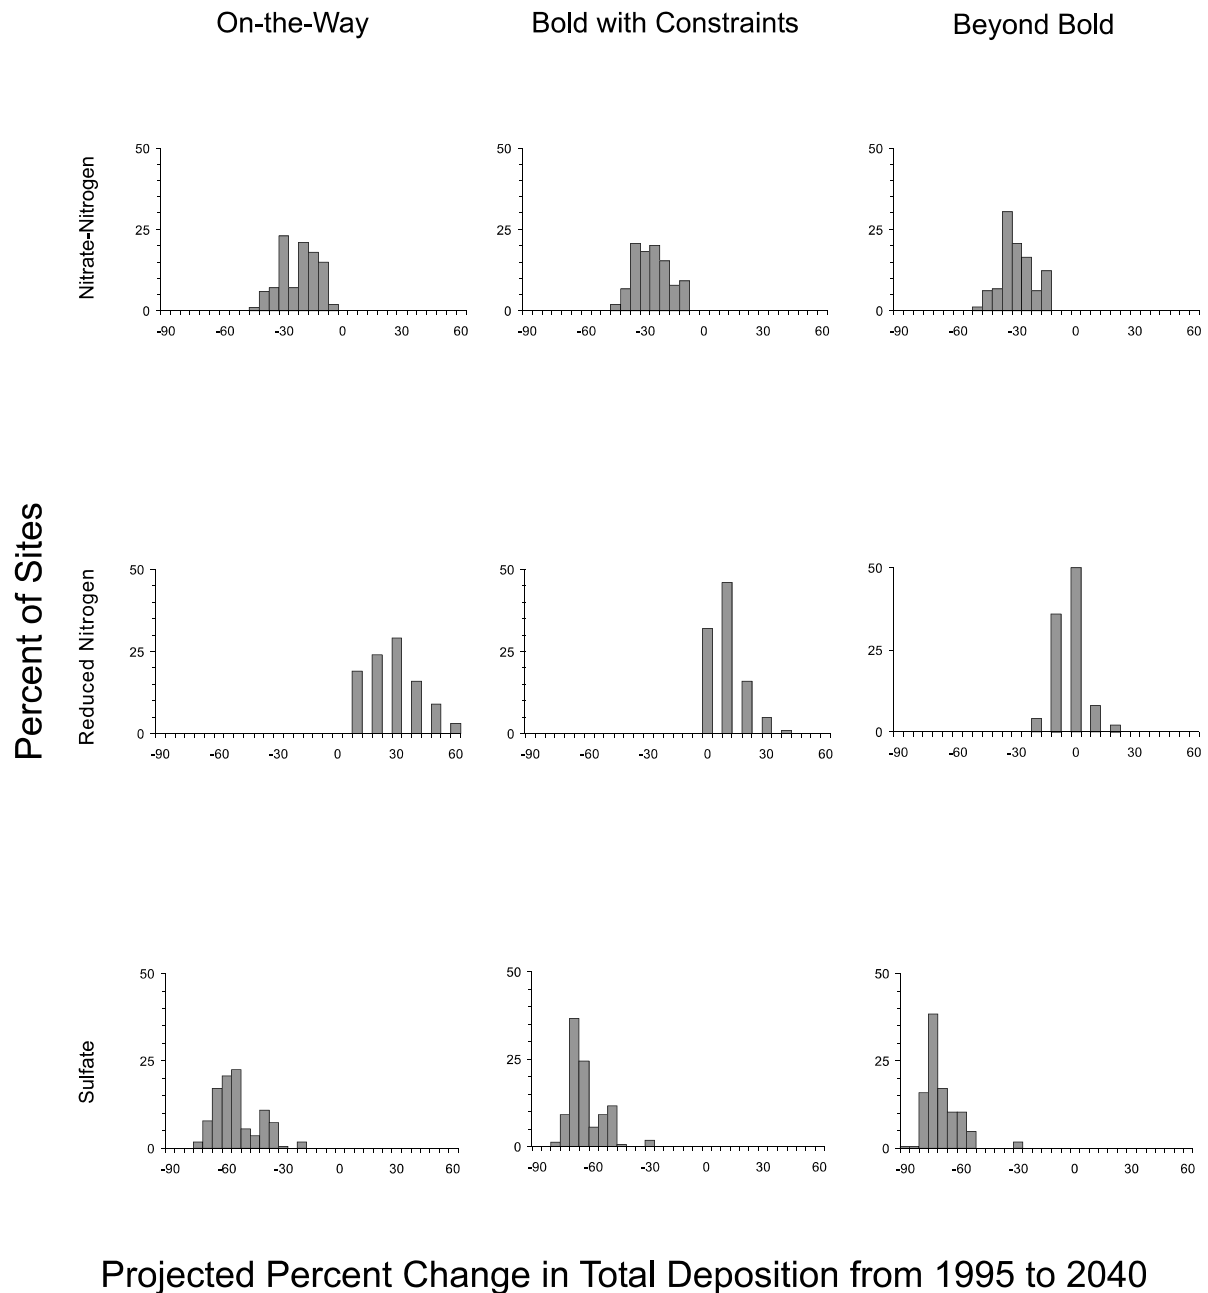 On-the-Way Bold with Constraints Beyond Bold
Percent of Sites
Nitrate-Nitrogen
50 50 50
25 25 25
0 0 0
-90 -60 -30 0 30 60 -90 -60 -30 0 30 60 -90 -60 -30 0 30 60
Reduced Nitrogen
50 50 50
25 25 25
0 0 0
-90 -60 -30 0 30 60 -90 -60 -30 0 30 60 -90 -60 -30 0 30 60
Sulfate
50 50 50
25 25 25
0 0 0
-90 -60 -30 0 30 60 -90 -60 -30 0 30 60 -90 -60 -30 0 30 60
Projected Percent Change in Total Deposition from 1995 to 2040